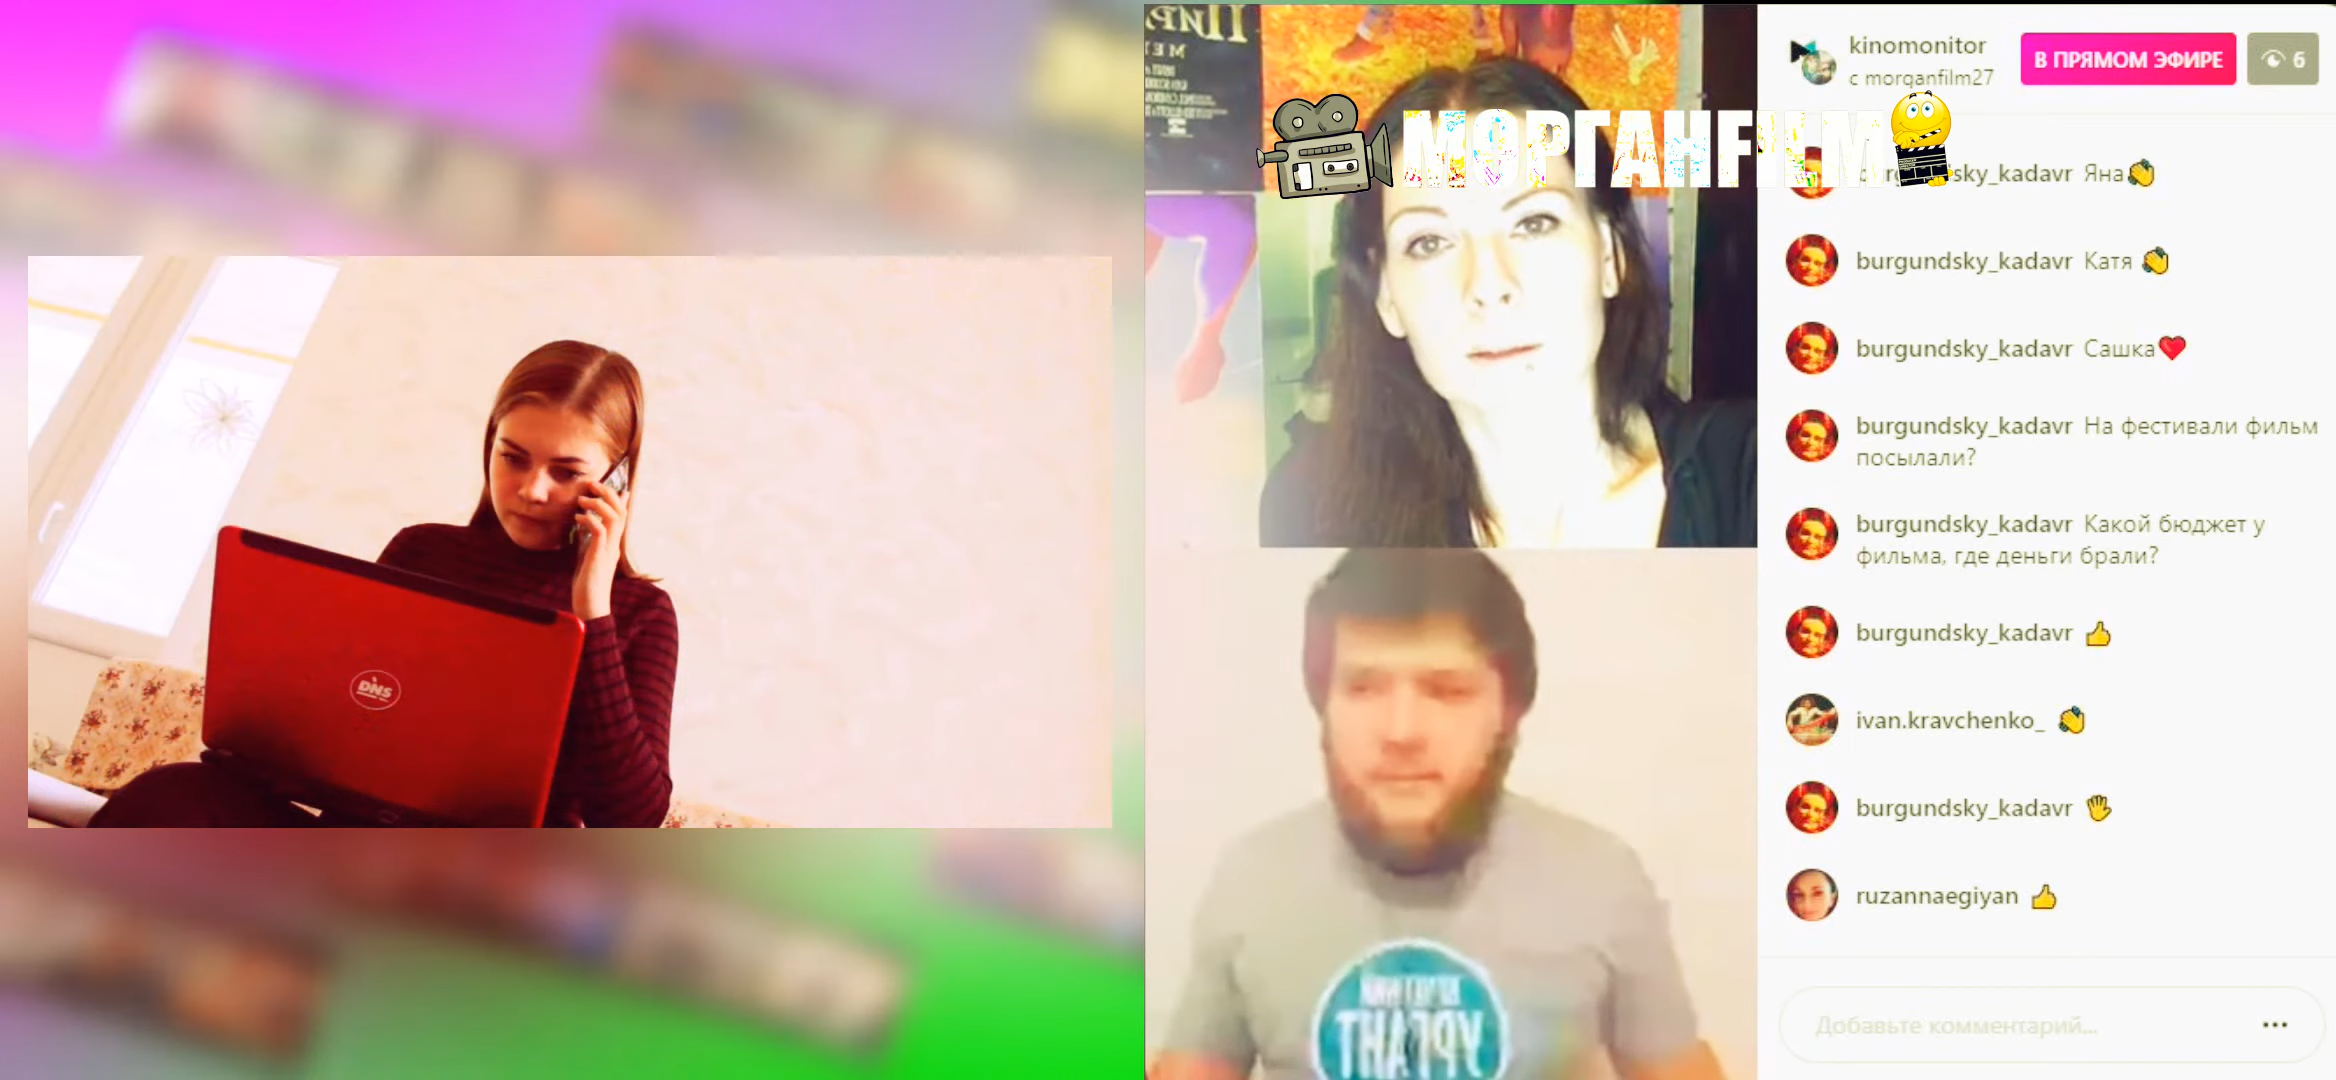 kinomonitor
с morganfilm27
В ПРЯМОМ ЭФИРЕ
6
МОРГАНFILM
sky_kadavr Яна
burgundsky_kadavr Катя
burgundsky_kadavr Сашка
burgundsky_kadavr На фестивали фильм
посылали?
burgundsky_kadavr Какой бюджет у
фильма, где деньги брали?
burgundsky_kadavr
ivan.kravchenko_
burgundsky_kadavr
ruzannaegiyan
Добавьте комментарий...
DNS
УРГАНТ